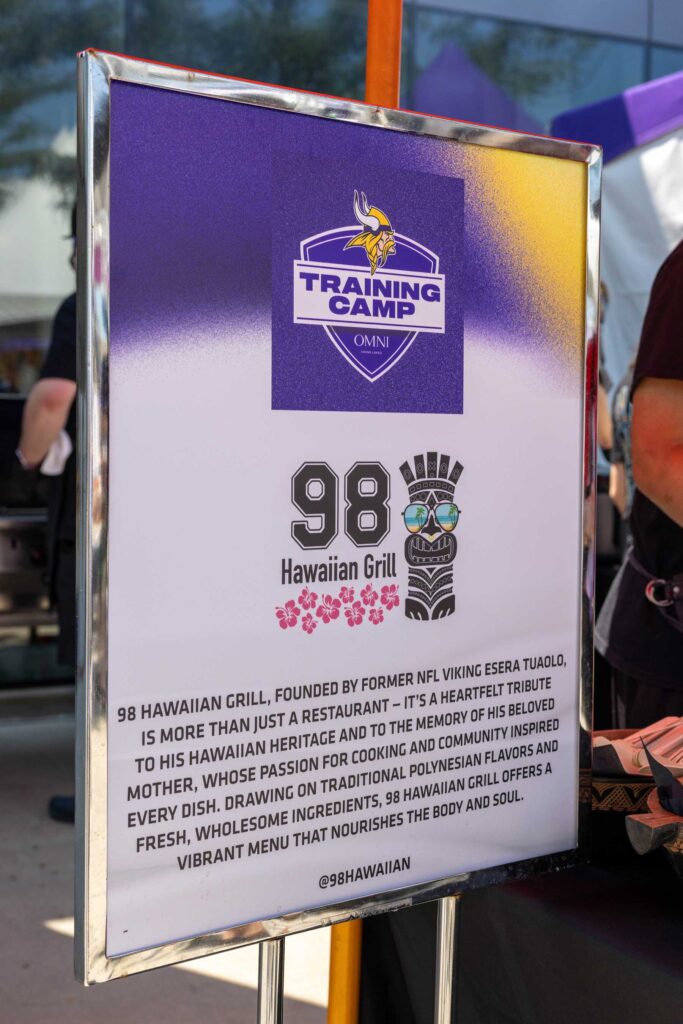 TRAINING
CAMP
OMNI
98
Hawaiian Grill
98 HAWAIIAN GRILL, FOUNDED BY FORMER NFL VIKING ESERA TUAOLO,
IS MORE THAN JUST A RESTAURANT – IT'S A HEARTFELT TRIBUTE
TO HIS HAWAIIAN HERITAGE AND TO THE MEMORY OF HIS BELOVED
MOTHER, WHOSE PASSION FOR COOKING AND COMMUNITY INSPIRED
EVERY DISH. DRAWING ON TRADITIONAL POLYNESIAN FLAVORS AND
FRESH, WHOLESOME INGREDIENTS, 98 HAWAIIAN GRILL OFFERS A
VIBRANT MENU THAT NOURISHES THE BODY AND SOUL.
@98HAWAIIAN